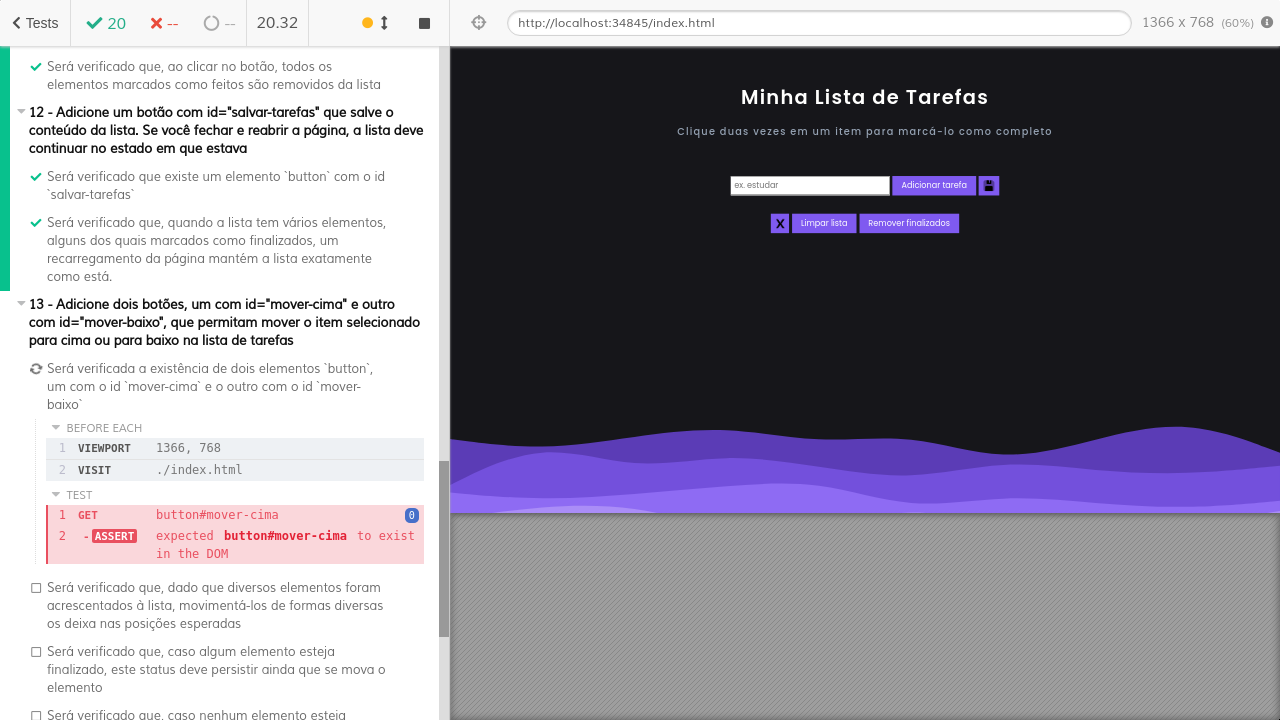 Tests
20
--
--
20.32
http://localhost:34845/index.html
1366 x 768 (60%)
Será verificado que, ao clicar no botão, todos os
elementos marcados como feitos são removidos da lista
12 - Adicione um botão com id="salvar-tarefas" que salve o
conteúdo da lista. Se você fechar e reabrir a página, a lista deve
continuar no estado em que estava
Será verificado que existe um elemento `button` com o id
`salvar-tarefas`
Será verificado que, quando a lista tem vários elementos,
alguns dos quais marcados como finalizados, um
recarregamento da página mantém a lista exatamente
como está.
13 - Adicione dois botões, um com id="mover-cima" e outro
com id="mover-baixo", que permitam mover o item selecionado
para cima ou para baixo na lista de tarefas
Será verificada a existência de dois elementos `button`,
um com o id `mover-cima` e o outro com o id `mover-
baixo`
BEFORE EACH
1 VIEWPORT 1366, 768
2 VISIT ./index.html
TEST
1 GET button#mover-cima 0
2 -ASSERT expected button#mover-cima to exist
in the DOM
Será verificado que, dado que diversos elementos foram
acrescentados à lista, movimentá-los de formas diversas
os deixa nas posições esperadas
Será verificado que, caso algum elemento esteja
finalizado, este status deve persistir ainda que se mova o
elemento
Será verificado que, caso nenhum elemento esteja
Minha Lista de Tarefas
Clique duas vezes em um item para marcá-lo como completo
ex. estudar
Adicionar tarefa
X
Limpar lista
Remover finalizados